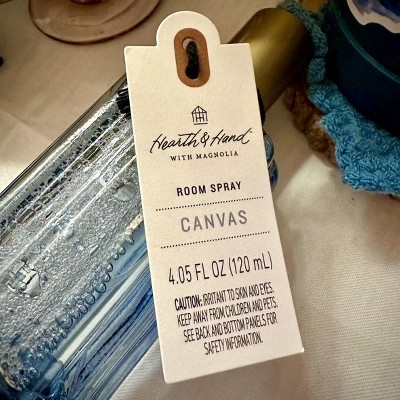 Hearth & Hand
WITH MAGNOLIA
ROOM SPRAY
CANVAS
4.05 FL OZ (120 mL)
CAUTION: IRRITANT TO SKIN AND EYES.
KEEP AWAY FROM CHILDREN AND PETS.
SEE BACK AND BOTTOM PANELS FOR
SAFETY INFORMATION.